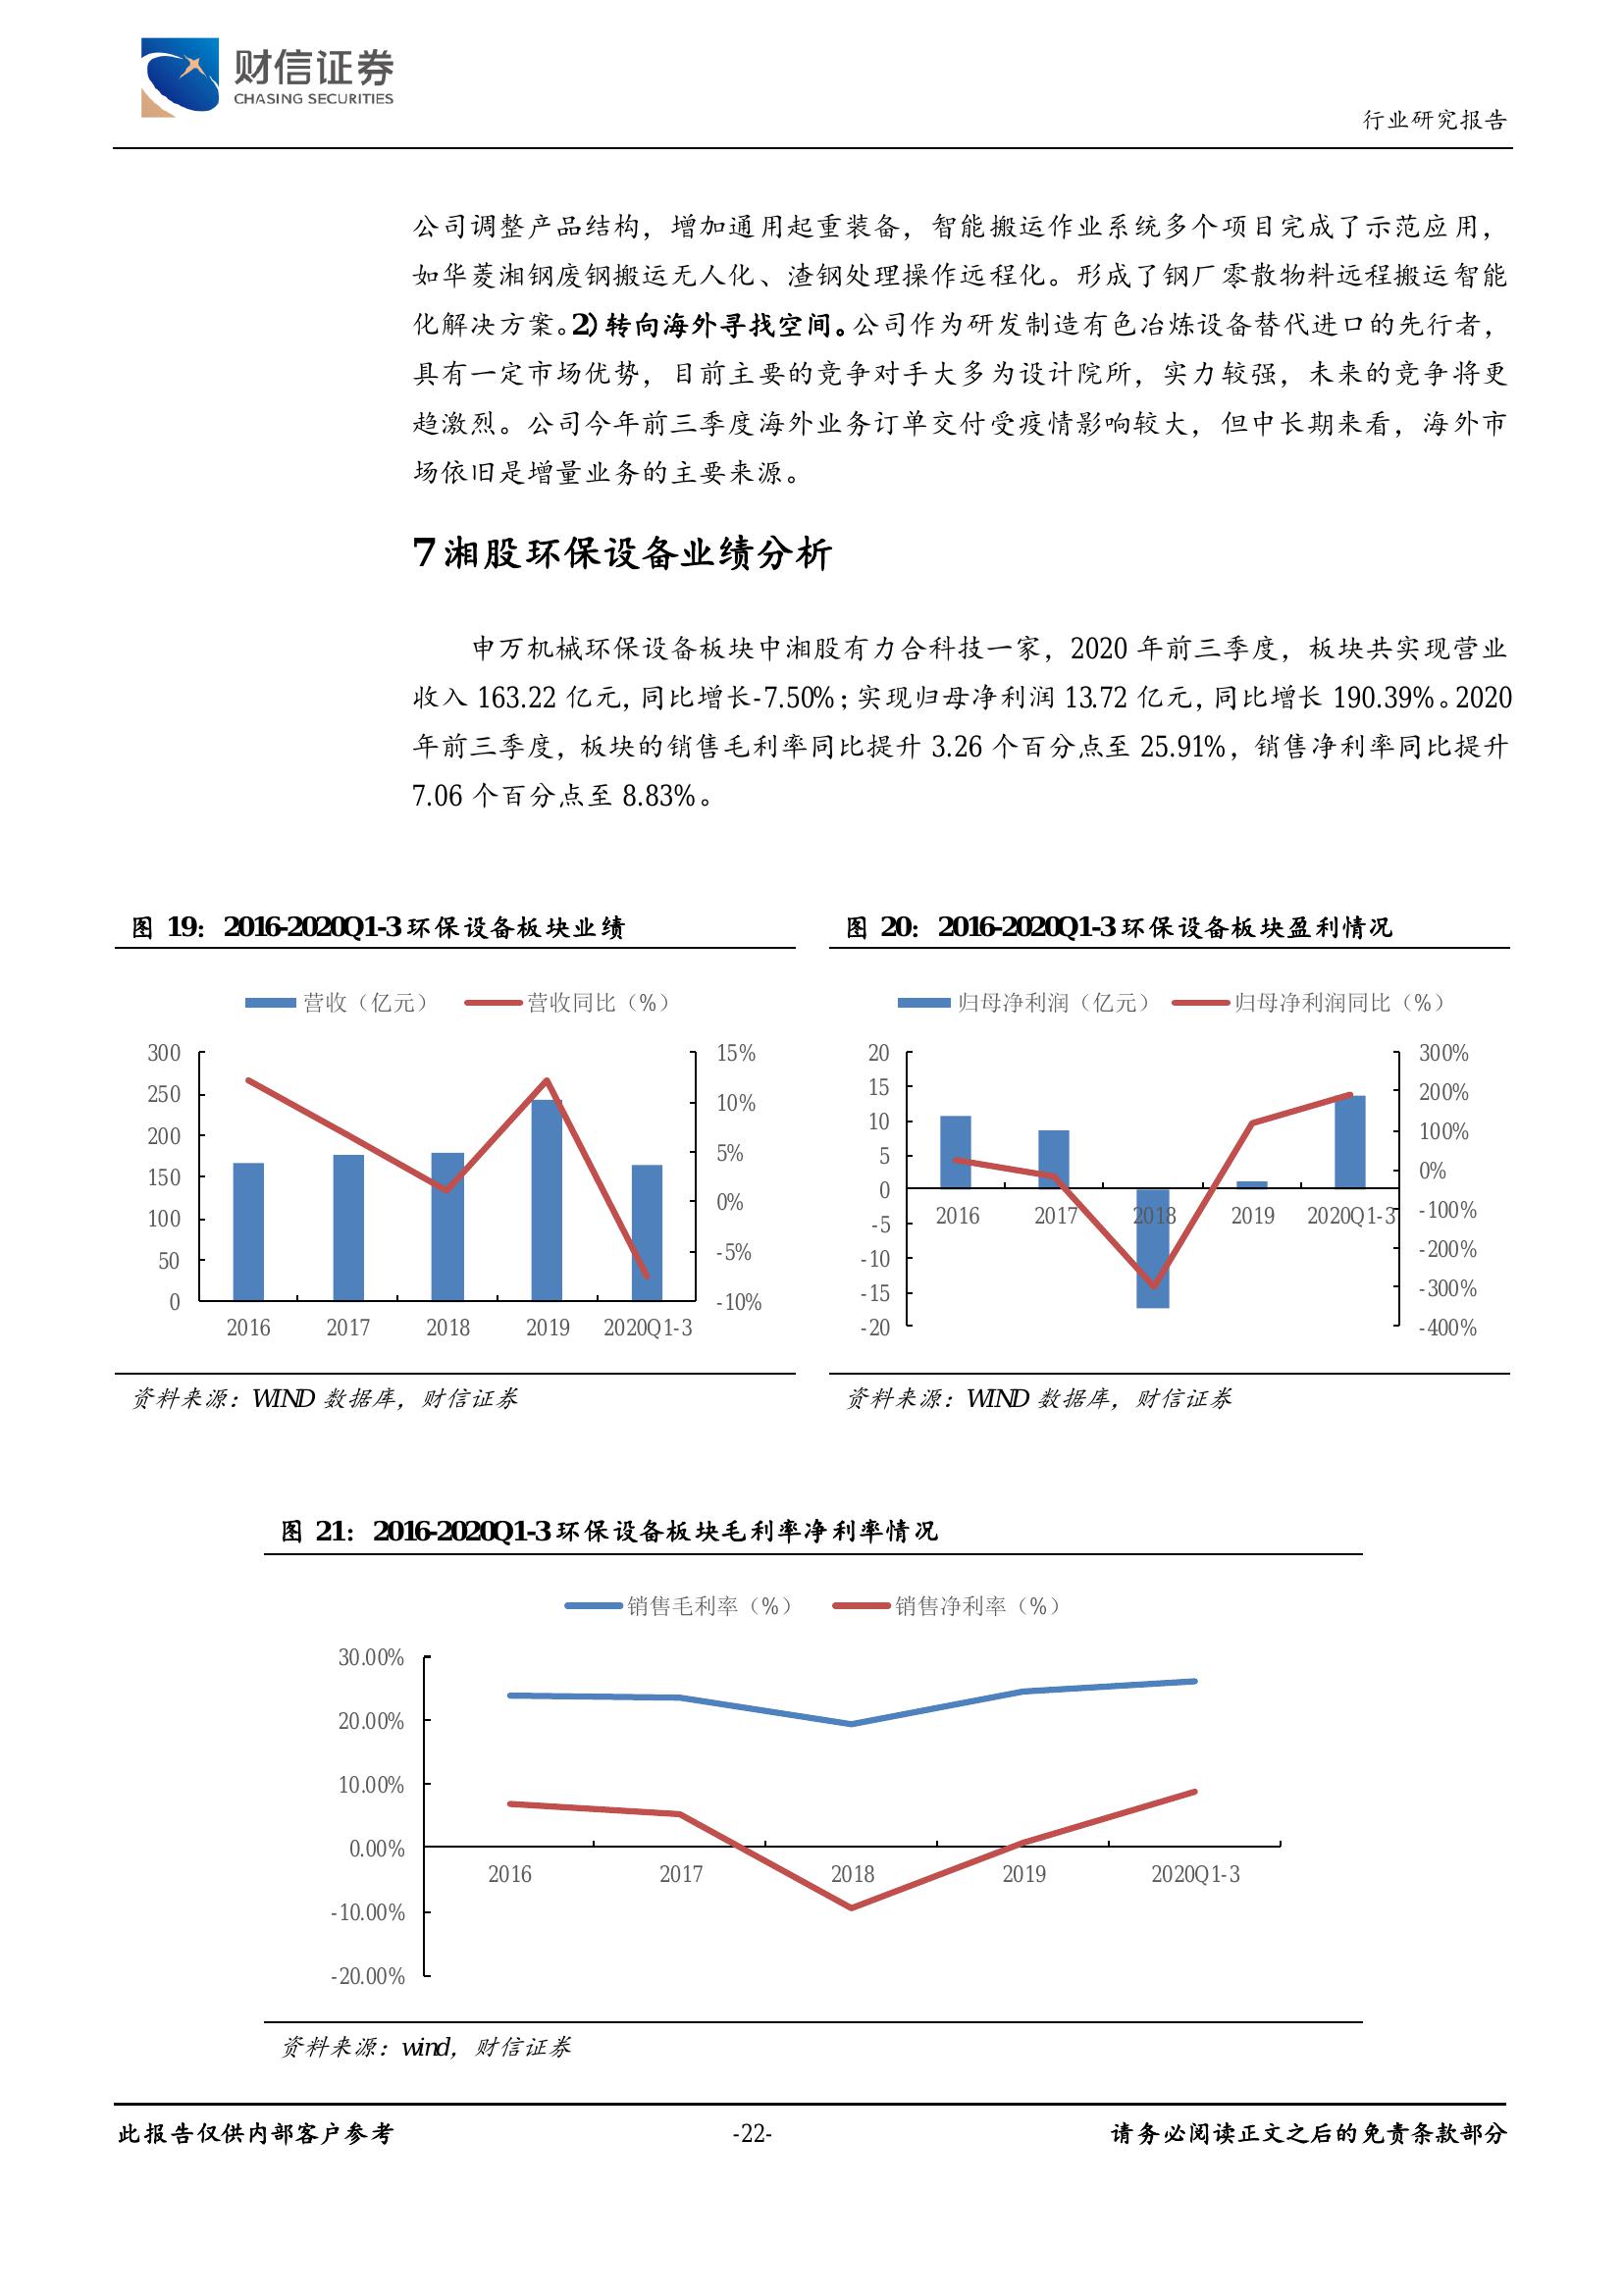 财信证券
CHASING SECURITIES
行业研究报告
公司调整产品结构，增加通用起重装备，智能搬运作业系统多个项目完成了示范应用，
如华菱湘钢废钢搬运无人化、渣钢处理操作远程化。形成了钢厂零散物料远程搬运智能
化解决方案。2)转向海外寻找空间。公司作为研发制造有色冶炼设备替代进口的先行者，
具有一定市场优势，目前主要的竞争对手大多为设计院所，实力较强，未来的竞争将更
趋激烈。公司今年前三季度海外业务订单交付受疫情影响较大，但中长期来看，海外市
场依旧是增量业务的主要来源。
7 湘股环保设备业绩分析
申万机械环保设备板块中湘股有力合科技一家，2020 年前三季度，板块共实现营业
收入 163.22 亿元，同比增长-7.50%；实现归母净利润 13.72 亿元，同比增长 190.39%。2020
年前三季度，板块的销售毛利率同比提升 3.26 个百分点至 25.91%，销售净利率同比提升
7.06 个百分点至 8.83%。
图 19：2016-2020Q1-3 环保设备板块业绩
营收（亿元） 营收同比（%）
300 15%
250 10%
200 5%
150 0%
100 -5%
50 -10%
0
2016 2017 2018 2019 2020Q1-3
资料来源：WIND 数据库，财信证券
图 20：2016-2020Q1-3 环保设备板块盈利情况
归母净利润（亿元） 归母净利润同比（%）
20 300%
15 200%
10 100%
5 0%
0 -100%
-5 -200%
-10 -300%
-15 -400%
-20
2016 2017 2018 2019 2020Q1-3
资料来源：WIND 数据库，财信证券
图 21：2016-2020Q1-3 环保设备板块毛利率净利率情况
销售毛利率（%） 销售净利率（%）
30.00%
20.00%
10.00%
0.00%
-10.00%
-20.00%
2016 2017 2018 2019 2020Q1-3
资料来源：wind，财信证券
此报告仅供内部客户参考 -22- 请务必阅读正文之后的免责条款部分